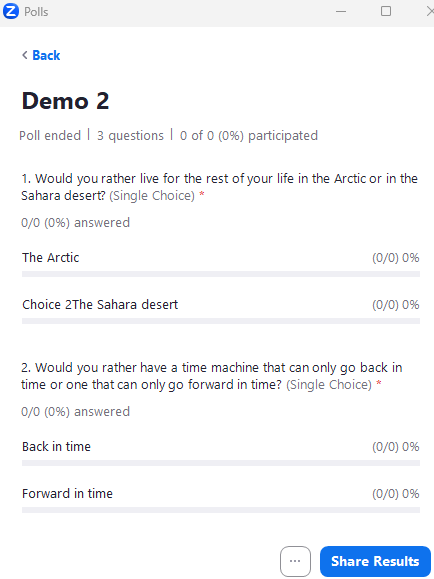 Polls
Back
Demo 2
Poll ended | 3 questions | 0 of 0 (0%) participated
1. Would you rather live for the rest of your life in the Arctic or in the
Sahara desert? (Single Choice) *
0/0 (0%) answered
The Arctic (0/0) 0%
Choice 2The Sahara desert (0/0) 0%
2. Would you rather have a time machine that can only go back in
time or one that can only go forward in time? (Single Choice) *
0/0 (0%) answered
Back in time (0/0) 0%
Forward in time (0/0) 0%
... Share Results